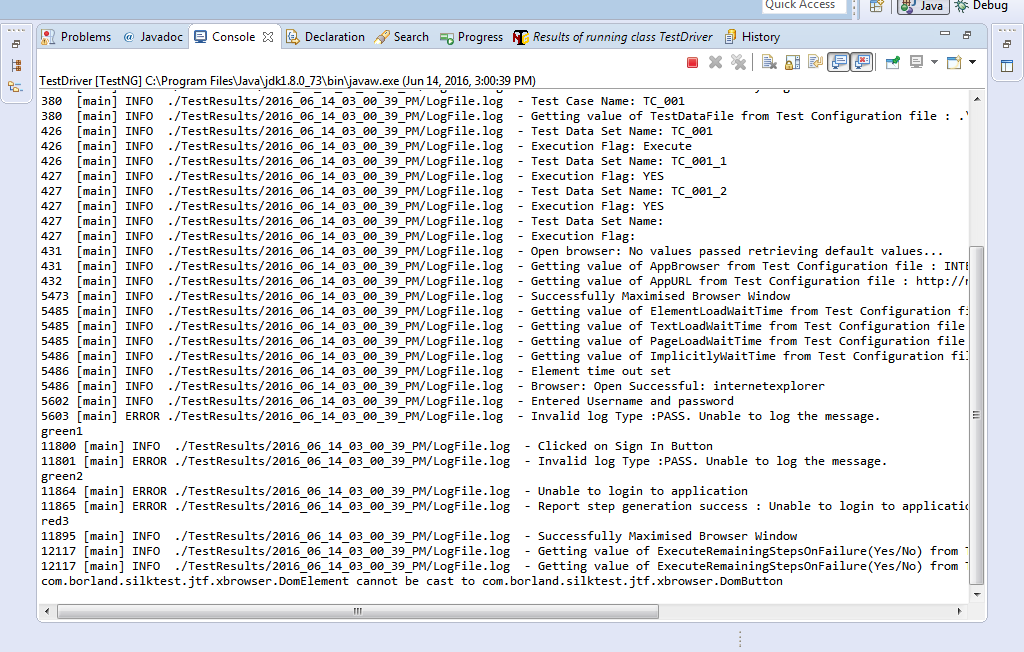 Quick Access
Java
Debug
Problems
@ Javadoc
Console
Declaration
Search
Progress
Results of running class TestDriver
History
TestDriver [TestNG] C:\Program Files\Java\jdk1.8.0_73\bin\javaw.exe (Jun 14, 2016, 3:00:39 PM)
380 [main] INFO ./TestResults/2016_06_14_03_00_39_PM/LogFile.log - Test Case Name: TC_001
380 [main] INFO ./TestResults/2016_06_14_03_00_39_PM/LogFile.log - Getting value of TestDataFile from Test Configuration file : .\
426 [main] INFO ./TestResults/2016_06_14_03_00_39_PM/LogFile.log - Test Data Set Name: TC_001
426 [main] INFO ./TestResults/2016_06_14_03_00_39_PM/LogFile.log - Execution Flag: Execute
426 [main] INFO ./TestResults/2016_06_14_03_00_39_PM/LogFile.log - Test Data Set Name: TC_001_1
427 [main] INFO ./TestResults/2016_06_14_03_00_39_PM/LogFile.log - Execution Flag: YES
427 [main] INFO ./TestResults/2016_06_14_03_00_39_PM/LogFile.log - Test Data Set Name: TC_001_2
427 [main] INFO ./TestResults/2016_06_14_03_00_39_PM/LogFile.log - Execution Flag: YES
427 [main] INFO ./TestResults/2016_06_14_03_00_39_PM/LogFile.log - Test Data Set Name:
427 [main] INFO ./TestResults/2016_06_14_03_00_39_PM/LogFile.log - Execution Flag:
431 [main] INFO ./TestResults/2016_06_14_03_00_39_PM/LogFile.log - Open browser: No values passed retrieving default values...
431 [main] INFO ./TestResults/2016_06_14_03_00_39_PM/LogFile.log - Getting value of AppBrowser from Test Configuration file : INTE
432 [main] INFO ./TestResults/2016_06_14_03_00_39_PM/LogFile.log - Getting value of AppURL from Test Configuration file : http://
5473 [main] INFO ./TestResults/2016_06_14_03_00_39_PM/LogFile.log - Successfully Maximised Browser Window
5485 [main] INFO ./TestResults/2016_06_14_03_00_39_PM/LogFile.log - Getting value of ElementLoadWaitTime from Test Configuration fi
5485 [main] INFO ./TestResults/2016_06_14_03_00_39_PM/LogFile.log - Getting value of TextLoadWaitTime from Test Configuration file
5485 [main] INFO ./TestResults/2016_06_14_03_00_39_PM/LogFile.log - Getting value of PageLoadWaitTime from Test Configuration file
5486 [main] INFO ./TestResults/2016_06_14_03_00_39_PM/LogFile.log - Getting value of ImplicitlyWaitTime from Test Configuration fil
5486 [main] INFO ./TestResults/2016_06_14_03_00_39_PM/LogFile.log - Element time out set
5486 [main] INFO ./TestResults/2016_06_14_03_00_39_PM/LogFile.log - Browser: Open Successful: internetexplorer
5602 [main] INFO ./TestResults/2016_06_14_03_00_39_PM/LogFile.log - Entered Username and password
5603 [main] ERROR ./TestResults/2016_06_14_03_00_39_PM/LogFile.log - Invalid log Type :PASS. Unable to log the message.
green1
11800 [main] INFO ./TestResults/2016_06_14_03_00_39_PM/LogFile.log - Clicked on Sign In Button
11801 [main] ERROR ./TestResults/2016_06_14_03_00_39_PM/LogFile.log - Invalid log Type :PASS. Unable to log the message.
green2
11864 [main] ERROR ./TestResults/2016_06_14_03_00_39_PM/LogFile.log - Unable to login to application
11865 [main] ERROR ./TestResults/2016_06_14_03_00_39_PM/LogFile.log - Report step generation success : Unable to login to applicatio
red3
11895 [main] INFO ./TestResults/2016_06_14_03_00_39_PM/LogFile.log - Successfully Maximised Browser Window
12117 [main] INFO ./TestResults/2016_06_14_03_00_39_PM/LogFile.log - Getting value of ExecuteRemainingStepsOnFailure(Yes/No) from
12117 [main] INFO ./TestResults/2016_06_14_03_00_39_PM/LogFile.log - Getting value of ExecuteRemainingStepsOnFailure(Yes/No) from
com.borland.silktest.jtf.xbrowser.DomElement cannot be cast to com.borland.silktest.jtf.xbrowser.DomButton